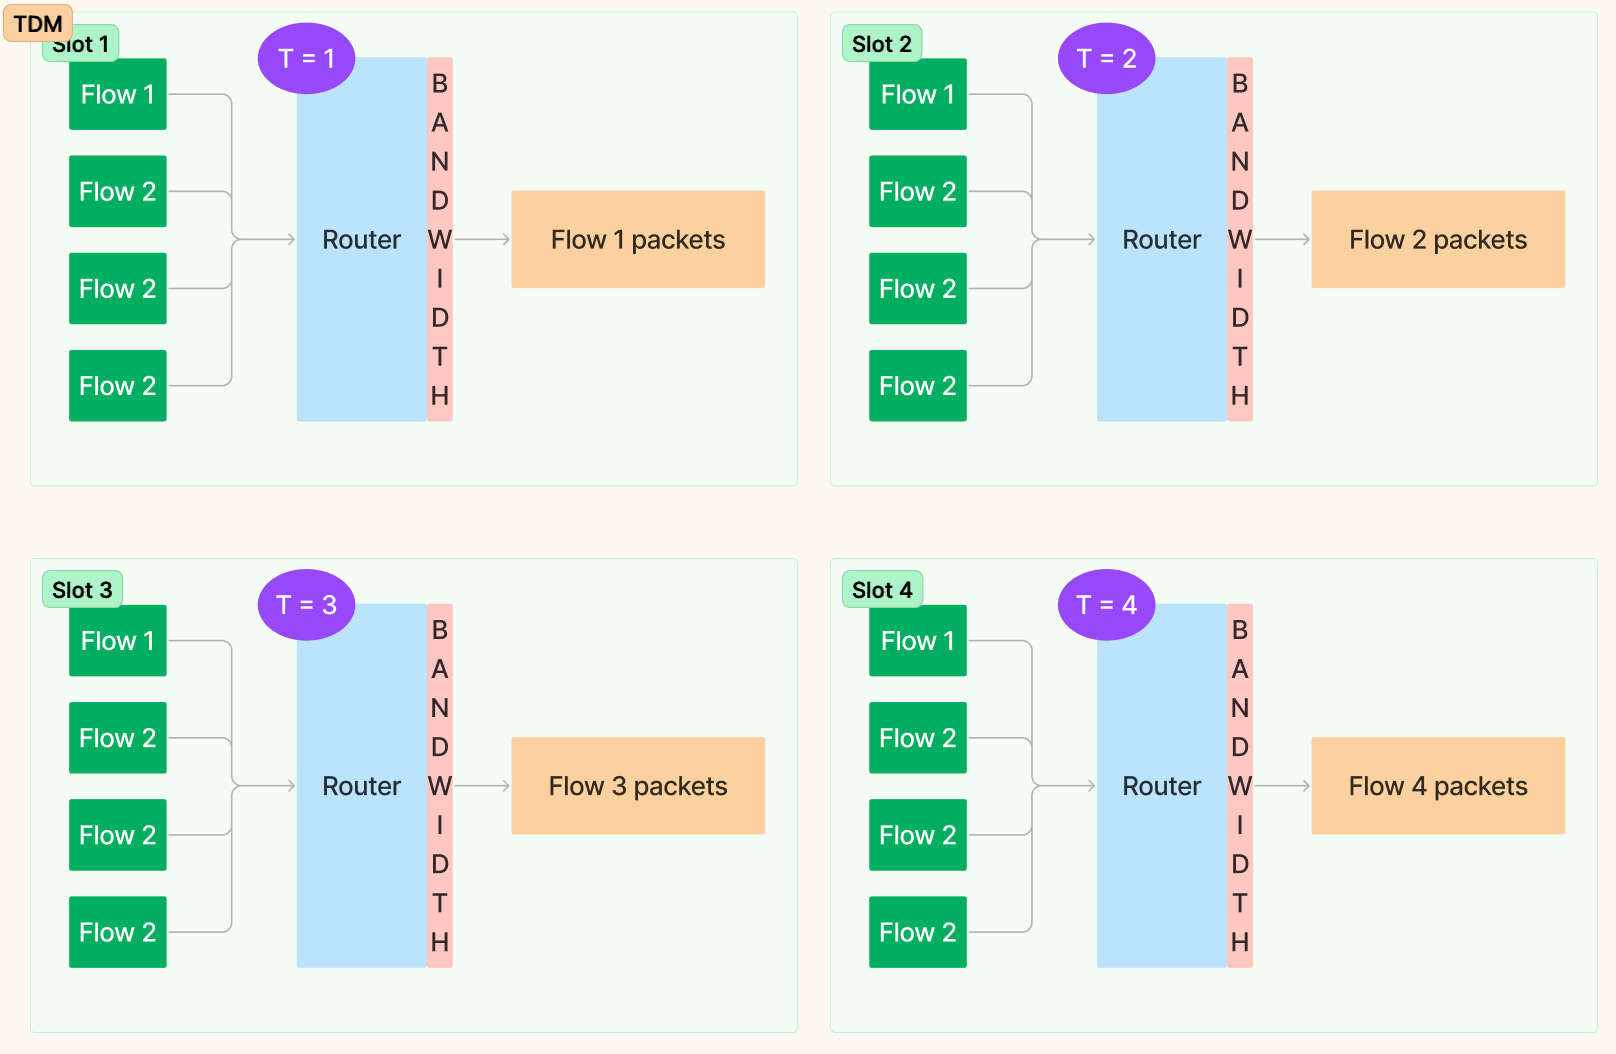 TDM
Slot 1
T = 1
Flow 1
Flow 2
Flow 2
Flow 2
Router
BANDWIDTH
Flow 1 packets
Slot 2
T = 2
Flow 1
Flow 2
Flow 2
Flow 2
Router
BANDWIDTH
Flow 2 packets
Slot 3
T = 3
Flow 1
Flow 2
Flow 2
Flow 2
Router
BANDWIDTH
Flow 3 packets
Slot 4
T = 4
Flow 1
Flow 2
Flow 2
Flow 2
Router
BANDWIDTH
Flow 4 packets